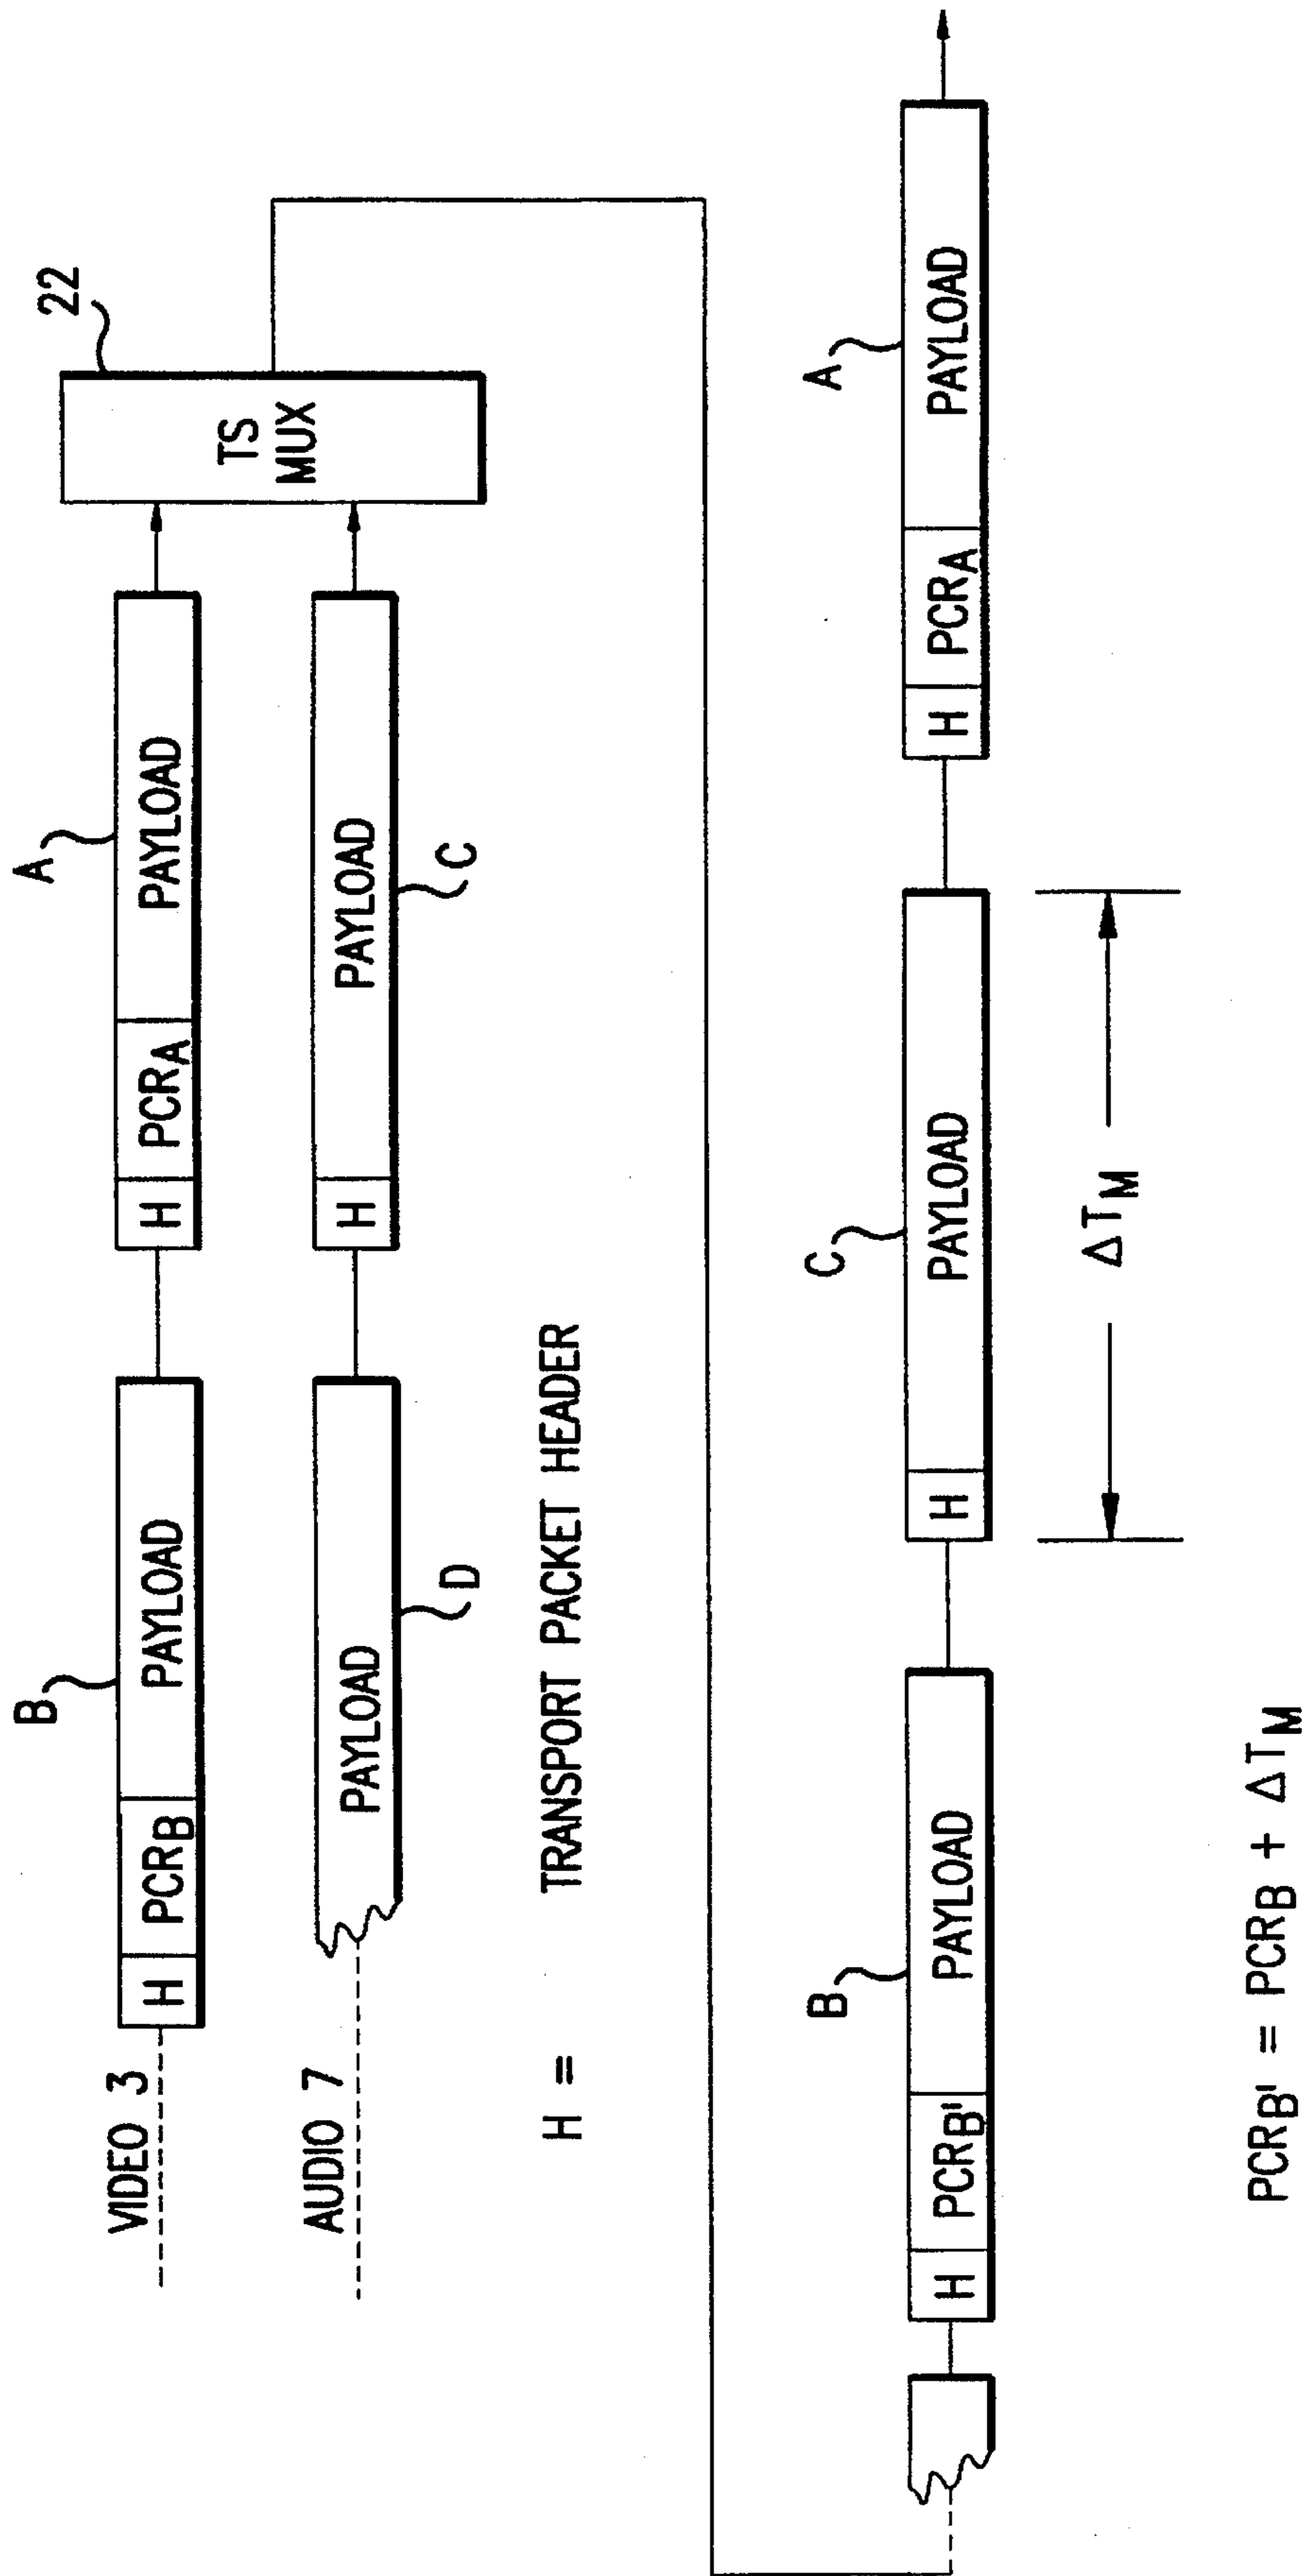 22
A
B
VIDEO 3
H
PCRB
PAYLOAD
H
PCRA
PAYLOAD
TS
MUX
AUDIO 7
PAYLOAD
H
PAYLOAD
D
C
H = TRANSPORT PACKET HEADER
B
C
A
H
PCRB'
PAYLOAD
H
PAYLOAD
H
PCRA
PAYLOAD
ΔTM
PCRB' = PCRB + ΔTM